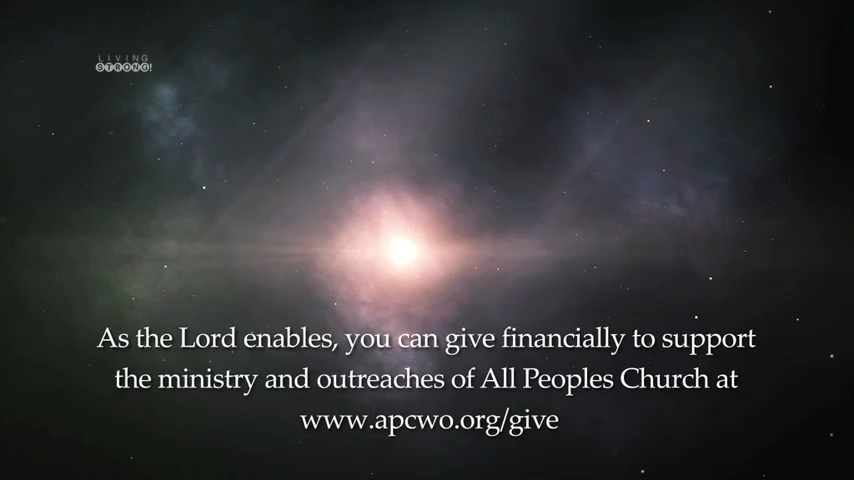 LIVING
STRONG!
As the Lord enables, you can give financially to support
the ministry and outreaches of All Peoples Church at
www.apcwo.org/give